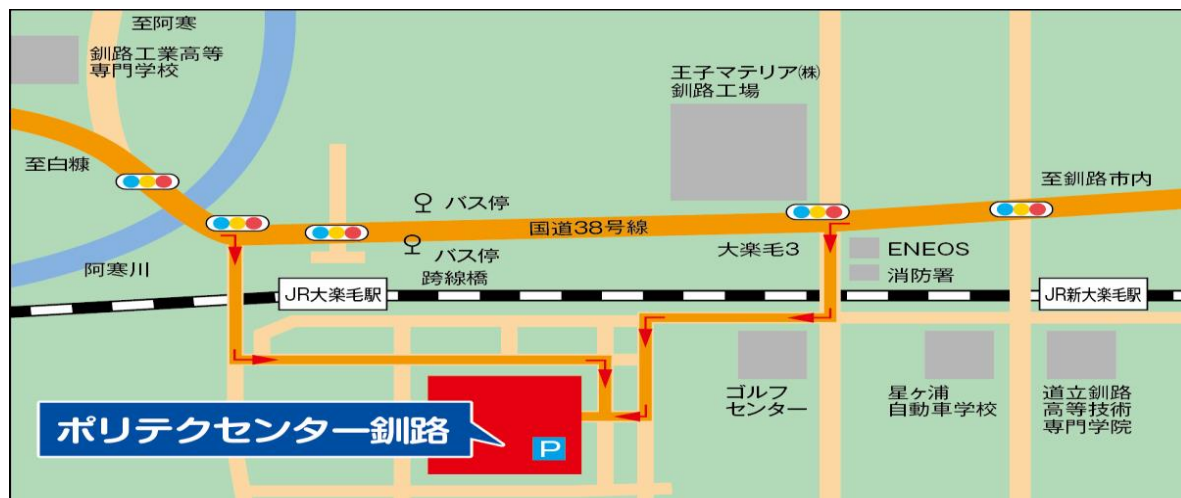 至阿寒
釧路工業高等
専門学校
王子マテリア㈱
釧路工場
至白糠
至釧路市内
バス停
国道38号線
大楽毛3
ENEOS
バス停
阿寒川
跨線橋
消防署
JR大楽毛駅
JR新大楽毛駅
ゴルフ
センター
星ヶ浦
自動車学校
道立釧路
高等技術
専門学院
ポリテクセンター釧路
P